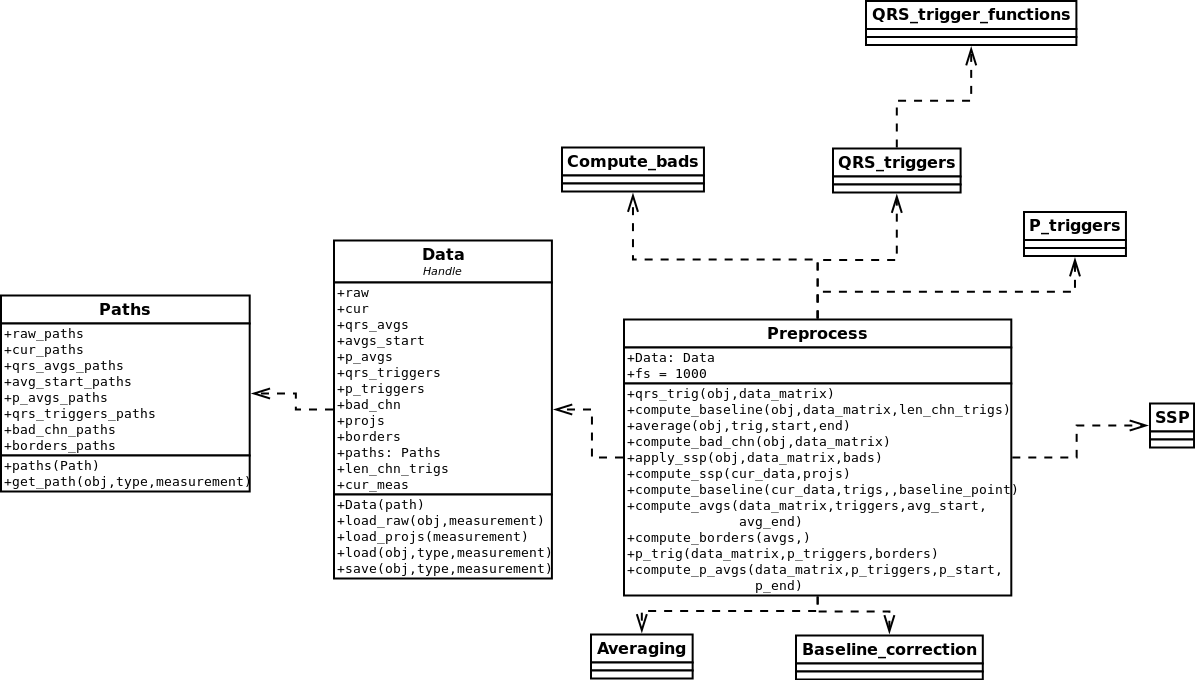 QRS_trigger_functions
Compute_bads
QRS_triggers
P_triggers
Paths
+raw_paths
+cur_paths
+qrs_avgs_paths
+avg_start_paths
+p_avgs_paths
+qrs_triggers_paths
+bad_chn_paths
+borders_paths
+paths(Path)
+get_path(obj,type,measurement)
Data
Handle
+raw
+cur
+qrs_avgs
+avgs_start
+p_avgs
+qrs_triggers
+p_triggers
+bad_chn
+projs
+borders
+paths: Paths
+len_chn_trigs
+cur_meas
+Data(path)
+load_raw(obj,measurement)
+load_projs(measurement)
+load(obj,type,measurement)
+save(obj,type,measurement)
Preprocess
+Data: Data
+fs = 1000
+qrs_trig(obj,data_matrix)
+compute_baseline(obj,data_matrix,len_chn_trigs)
+average(obj,trig,start,end)
+compute_bad_chn(obj,data_matrix)
+apply_ssp(obj,data_matrix,bads)
+compute_ssp(cur_data,projs)
+compute_baseline(cur_data,trigs,,baseline_point)
+compute_avgs(data_matrix,triggers,avg_start,
avg_end)
+compute_borders(avgs,)
+p_trig(data_matrix,p_triggers,borders)
+compute_p_avgs(data_matrix,p_triggers,p_start,
p_end)
SSP
Averaging
Baseline_correction